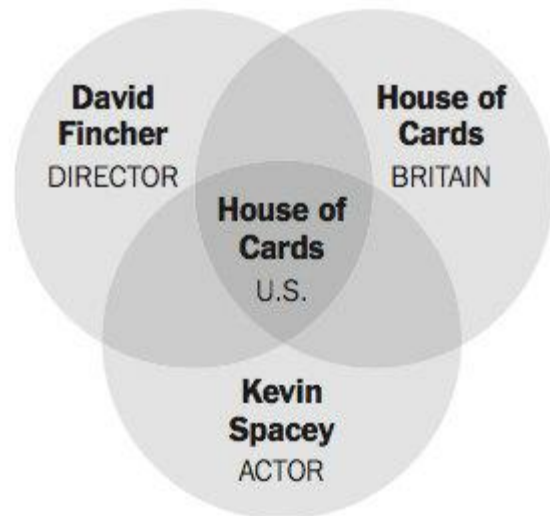 David
Fincher
DIRECTOR
House of
Cards
BRITAIN
House of
Cards
U.S.
Kevin
Spacey
ACTOR